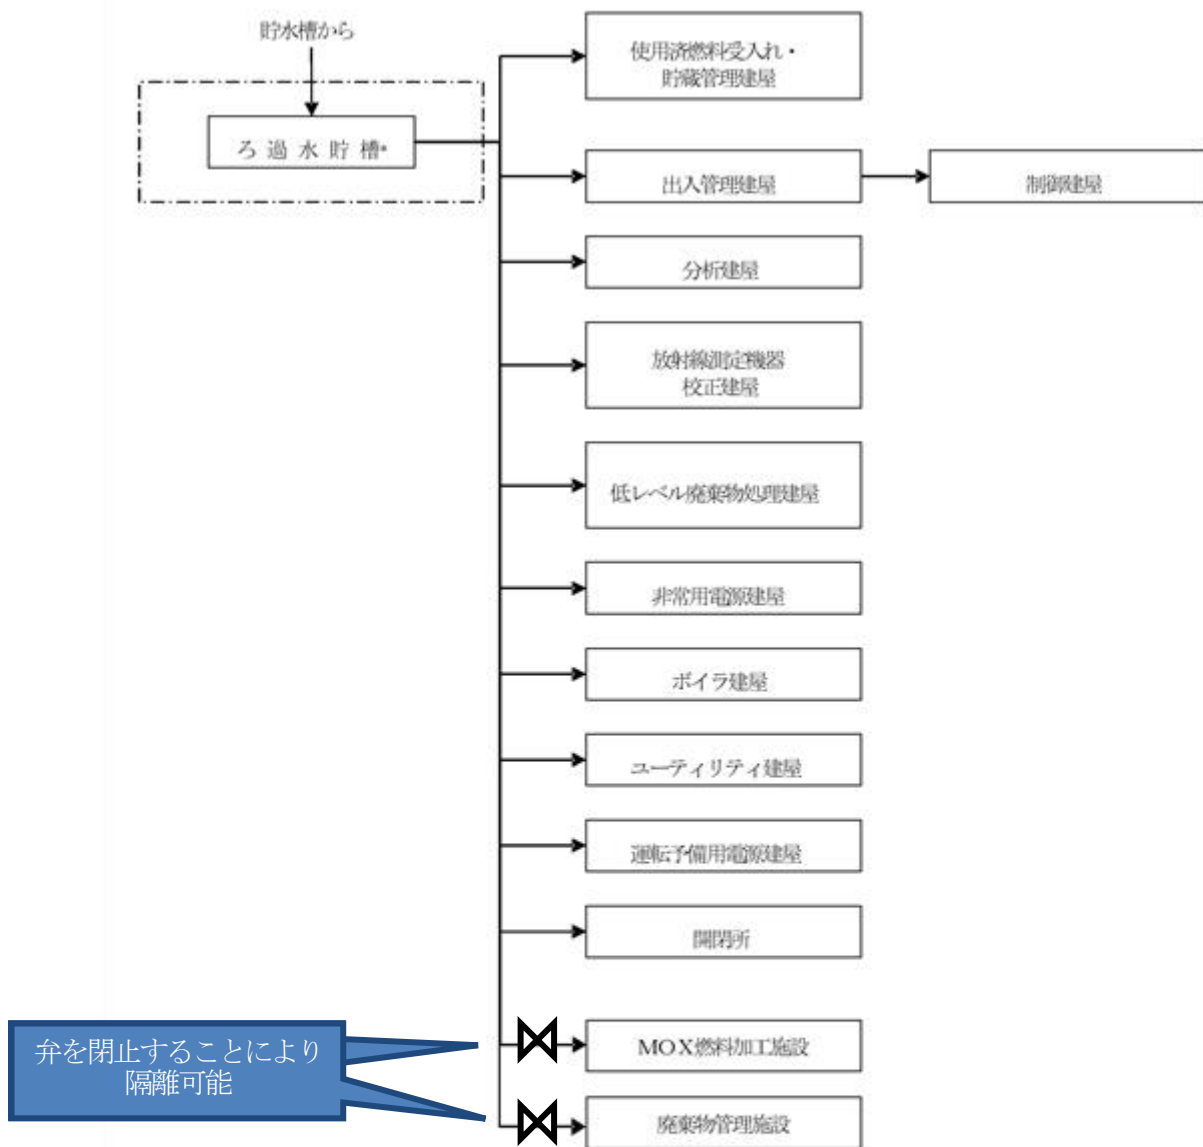 貯水槽から
ろ過水貯槽*
使用済燃料受入れ・
貯蔵管理建屋
出入管理建屋
制御建屋
分析建屋
放射線測定機器
校正建屋
低レベル廃棄物処理建屋
非常用電源建屋
ボイラ建屋
ユーティリティ建屋
運転予備用電源建屋
開閉所
MOX燃料加工施設
廃棄物管理施設
弁を閉止することにより
隔離可能